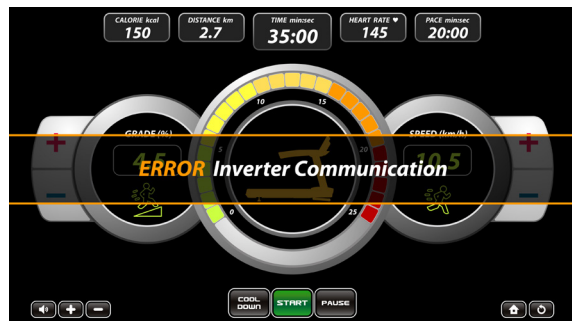 CALORIE kcal
150
DISTANCE km
2.7
TIME min:sec
35:00
HEART RATE ♥
145
PACE min:sec
20:00
10
15
GRADE (%)
SPEED (km/h)
5
20
4.5
10.5
ERROR Inverter Communication
0
25
COOL DOWN
START
PAUSE